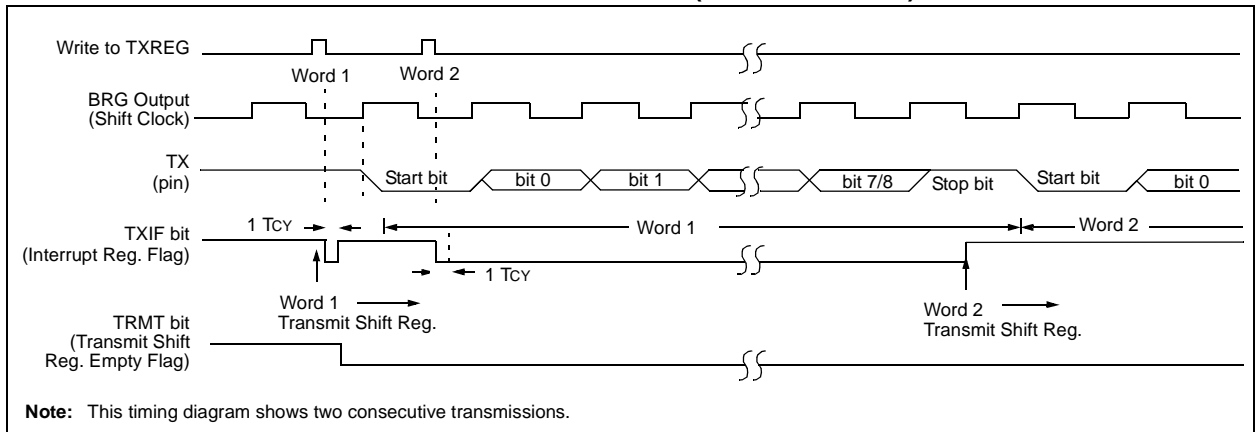 Write to TXREG
Word 1
Word 2
BRG Output
(Shift Clock)
TX
(pin)
Start bit
bit 0
bit 1
bit 7/8
Stop bit
Start bit
bit 0
1 TCY
Word 1
Word 2
TXIF bit
(Interrupt Reg. Flag)
1 TCY
Word 1
Transmit Shift Reg.
Word 2
Transmit Shift Reg.
TRMT bit
(Transmit Shift
Reg. Empty Flag)
Note: This timing diagram shows two consecutive transmissions.